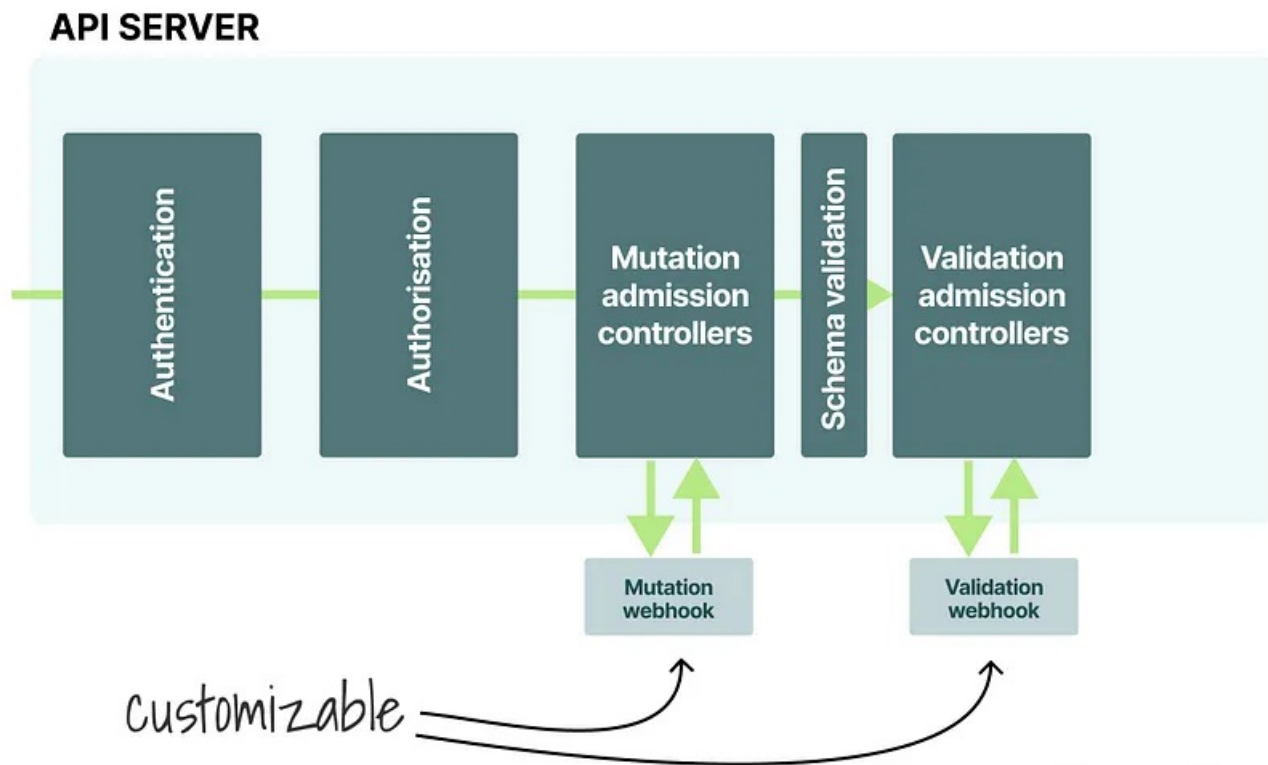 API SERVER
Authentication
Authorisation
Mutation
admission
controllers
Schema validation
Validation
admission
controllers
Mutation
webhook
Validation
webhook
customizable